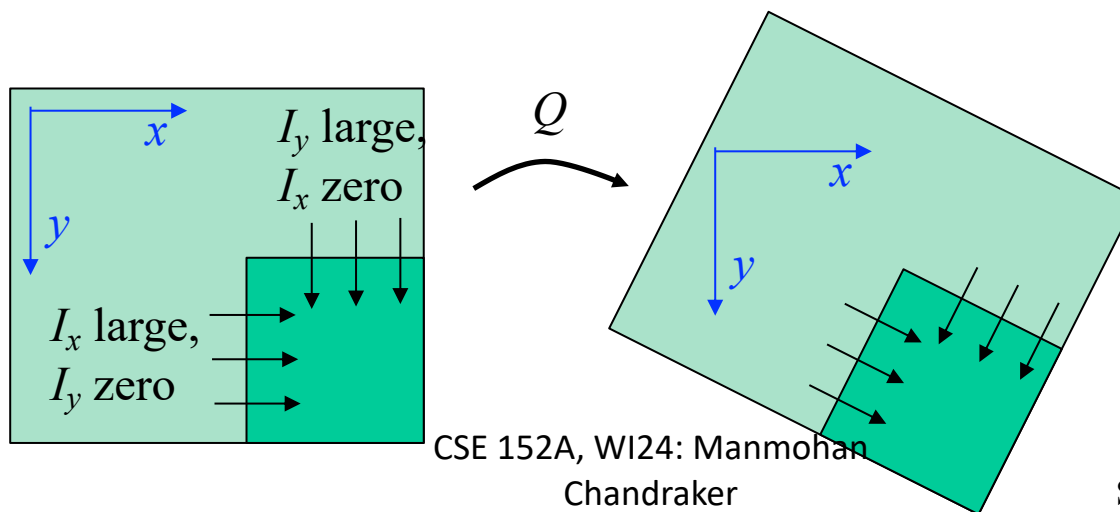 x
I_y large,
I_x zero
y
I_x large,
I_y zero
Q
x
y
CSE 152A, WI24: Manmohan
Chandraker